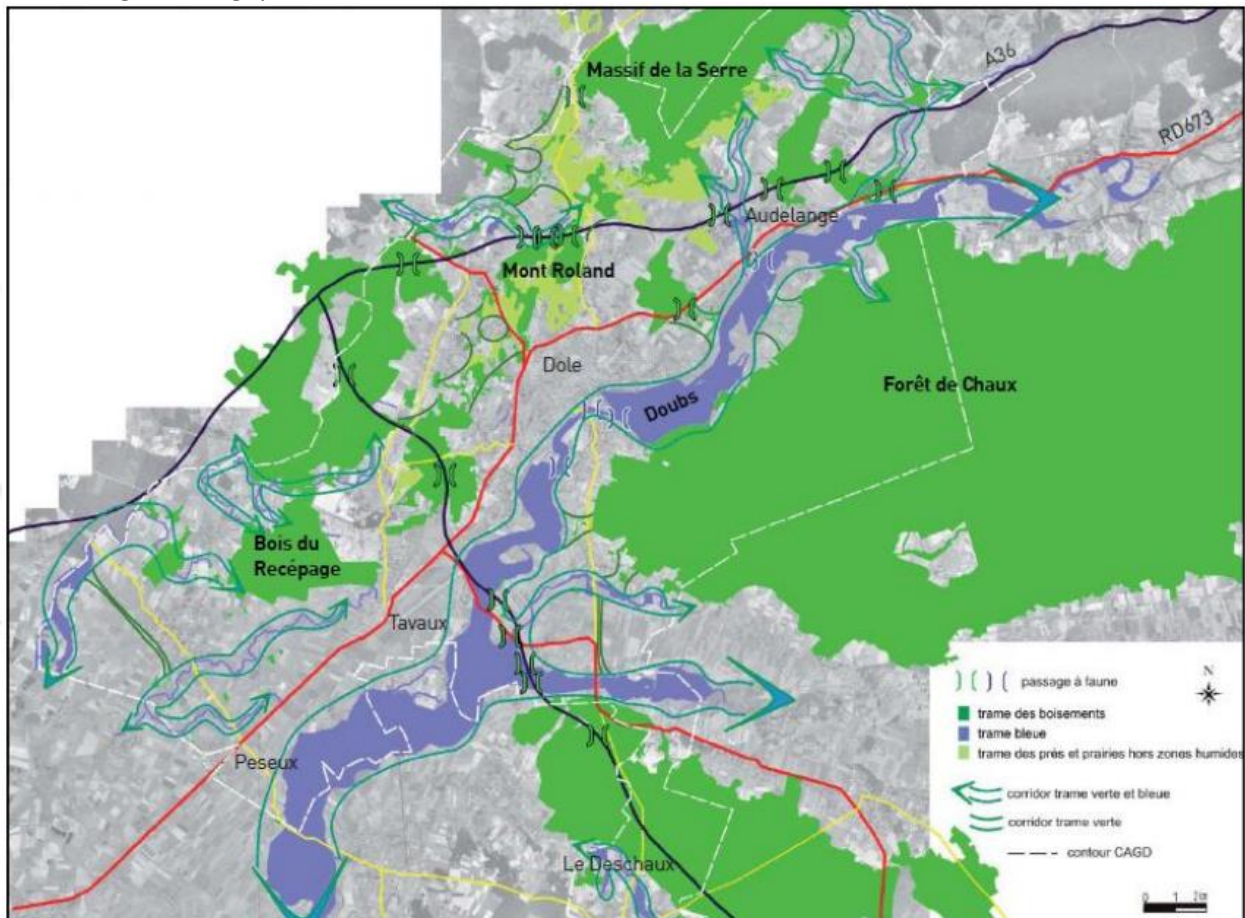 Massif de la Serre
A36
RD673
Audelange
Mont Roland
Dole
Doubs
Forêt de Chaux
Bois du
Recépage
Tavaux
Peseux
Le Deschaux
passage à faune
N
trame des boisements
trame bleue
trame des près et prairies hors zones humides
corridor trame verte et bleue
corridor trame verte
contour CAGD
0 1 2 km